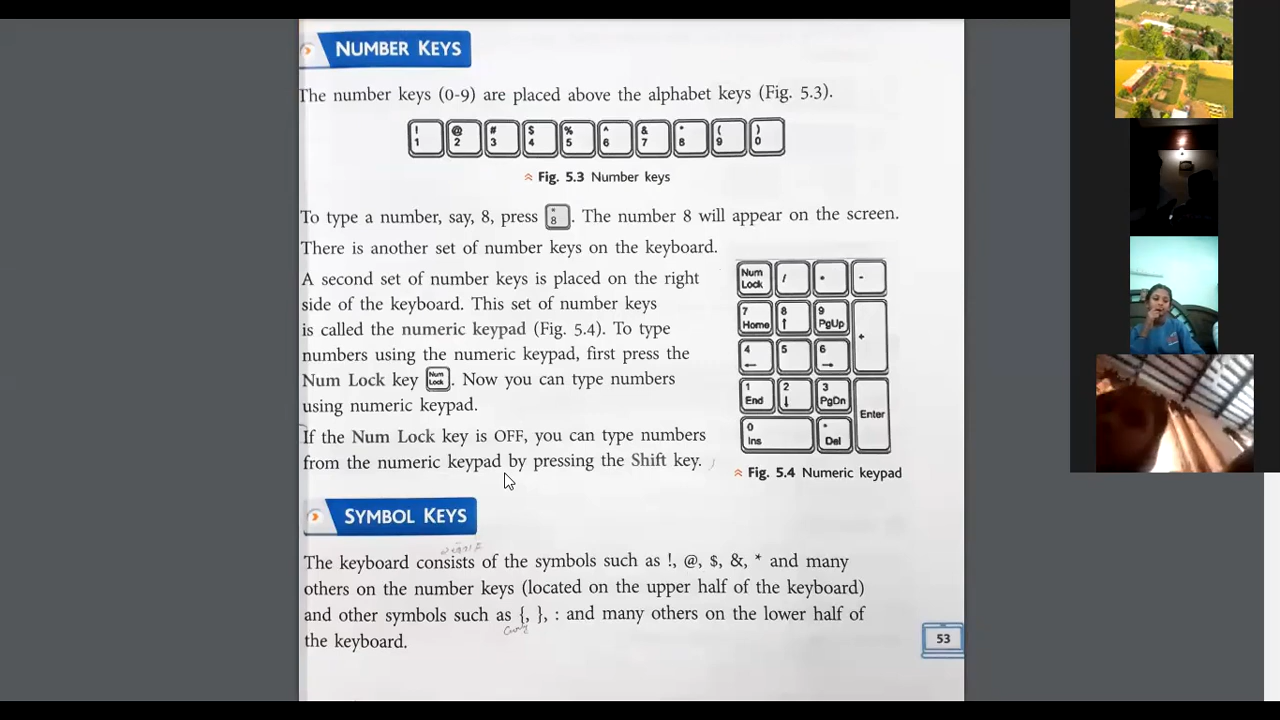 NUMBER KEYS
The number keys (0-9) are placed above the alphabet keys (Fig. 5.3).
! @ # $ % ^ & * ( )
1 2 3 4 5 6 7 8 9 0
Fig. 5.3 Number keys
To type a number, say, 8, press * 8 . The number 8 will appear on the screen.
There is another set of number keys on the keyboard.
A second set of number keys is placed on the right
side of the keyboard. This set of number keys
is called the numeric keypad (Fig. 5.4). To type
numbers using the numeric keypad, first press the
Num Lock key Num Lock . Now you can type numbers
using numeric keypad.
If the Num Lock key is OFF, you can type numbers
from the numeric keypad by pressing the Shift key.
Num Lock / * -
7 Home 8 ↑ 9 PgUp +
4 ← 5 6 →
1 End 2 ↓ 3 PgDn Enter
0 Ins Del
Fig. 5.4 Numeric keypad
SYMBOL KEYS
The keyboard consists of the symbols such as !, @, $, &, * and many
others on the number keys (located on the upper half of the keyboard)
and other symbols such as {, }, : and many others on the lower half of
the keyboard.
53